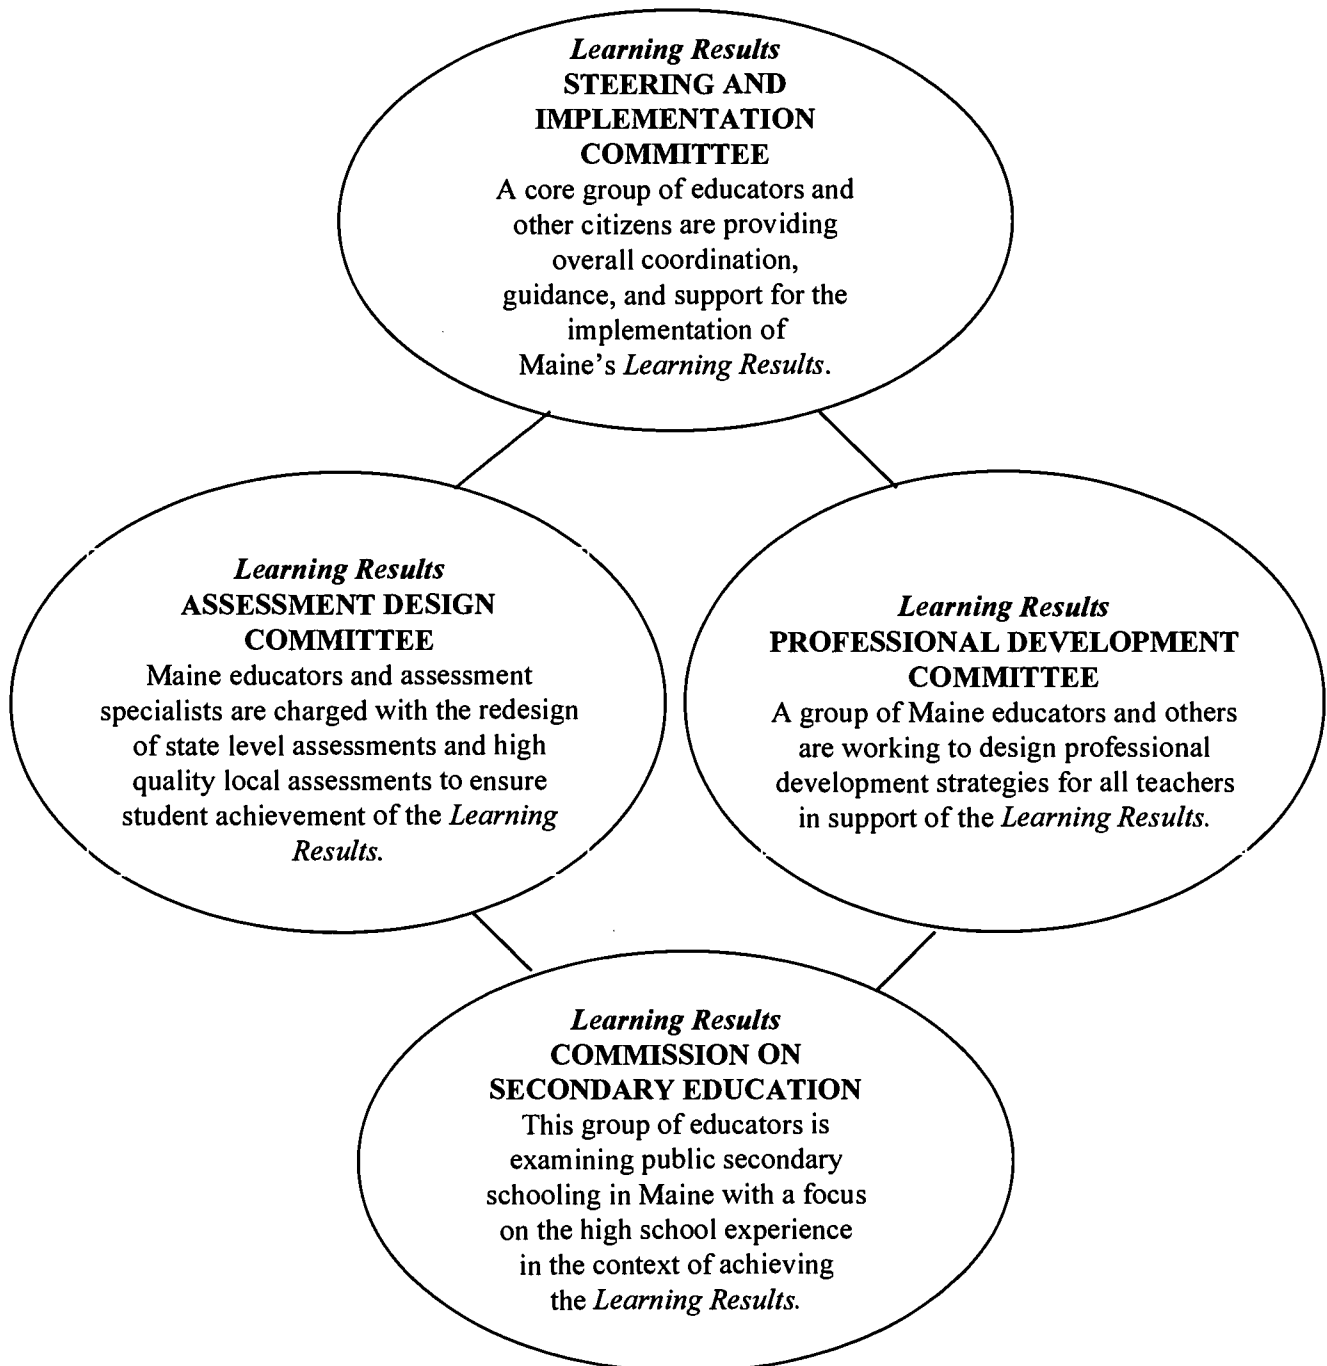 Learning Results
STEERING AND
IMPLEMENTATION
COMMITTEE
A core group of educators and
other citizens are providing
overall coordination,
guidance, and support for the
implementation of
Maine's Learning Results.
Learning Results
ASSESSMENT DESIGN
COMMITTEE
Maine educators and assessment
specialists are charged with the redesign
of state level assessments and high
quality local assessments to ensure
student achievement of the Learning
Results.
Learning Results
PROFESSIONAL DEVELOPMENT
COMMITTEE
A group of Maine educators and others
are working to design professional
development strategies for all teachers
in support of the Learning Results.
Learning Results
COMMISSION ON
SECONDARY EDUCATION
This group of educators is
examining public secondary
schooling in Maine with a focus
on the high school experience
in the context of achieving
the Learning Results.